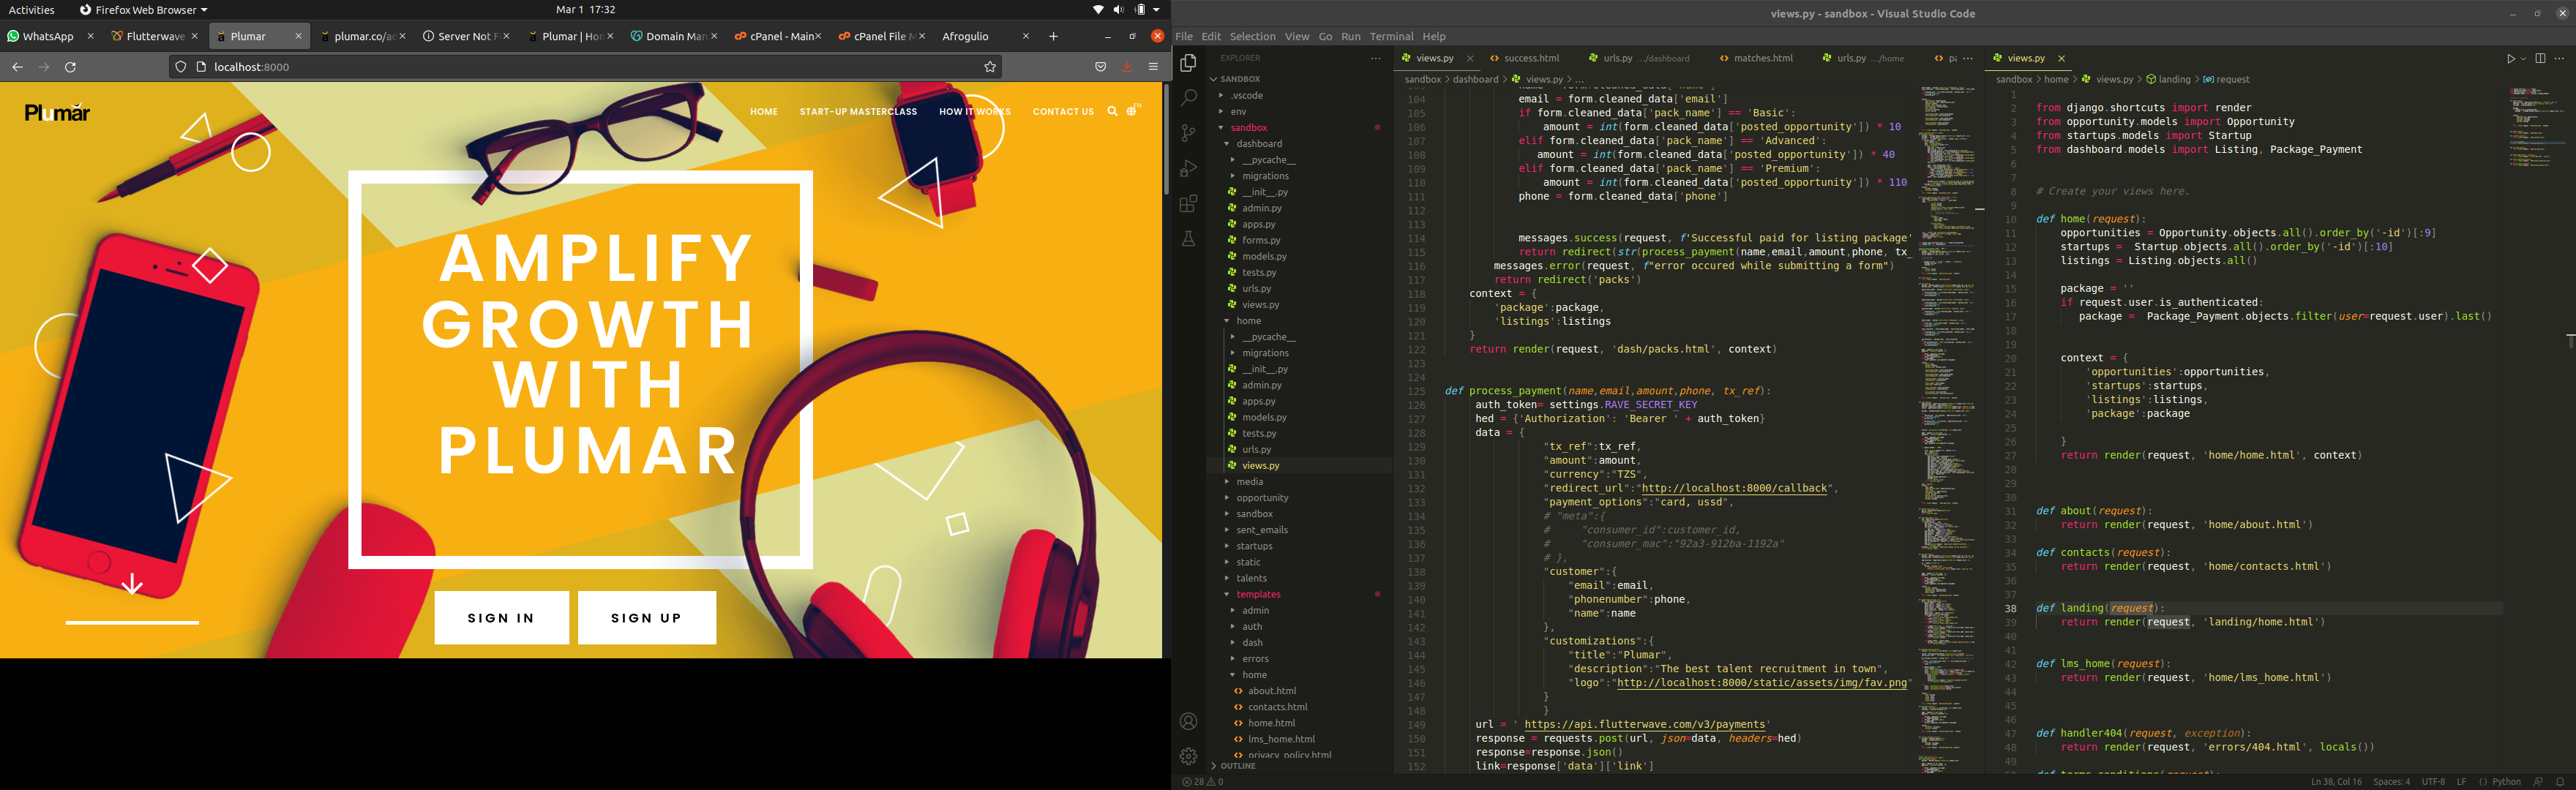 Activities
Firefox Web Browser
Mar 1 17:32
WhatsApp
Flutterwave
Plumar
plumar.co/ad
Server Not F
Plumar | Hom
Domain Man
cPanel - Main
cPanel File M
Afrogulio
localhost:8000
Plumar
HOME
START-UP MASTERCLASS
HOW IT WORKS
CONTACT US
EN
AMPLIFY
GROWTH
WITH
PLUMAR
SIGN IN
SIGN UP
views.py - sandbox - Visual Studio Code
File Edit Selection View Go Run Terminal Help
EXPLORER
SANDBOX
.vscode
env
sandbox
dashboard
__pycache__
migrations
__init__.py
admin.py
apps.py
forms.py
models.py
tests.py
urls.py
views.py
home
__pycache__
migrations
__init__.py
admin.py
apps.py
models.py
tests.py
urls.py
views.py
media
opportunity
sandbox
sent_emails
startups
static
talents
templates
admin
auth
dash
errors
home
about.html
contacts.html
home.html
lms_home.html
privacy_policy.html
OUTLINE
28 0
views.py
success.html
urls.py .../dashboard
matches.html
urls.py .../home
sandbox > dashboard > views.py > ...
104 email = form.cleaned_data['email']
105 if form.cleaned_data['pack_name'] == 'Basic':
106 amount = int(form.cleaned_data['posted_opportunity']) * 10
107 elif form.cleaned_data['pack_name'] == 'Advanced':
108 amount = int(form.cleaned_data['posted_opportunity']) * 40
109 elif form.cleaned_data['pack_name'] == 'Premium':
110 amount = int(form.cleaned_data['posted_opportunity']) * 110
111 phone = form.cleaned_data['phone']
112
113
114 messages.success(request, f'Successful paid for listing package'
115 return redirect(str(process_payment(name,email,amount,phone, tx_
116 messages.error(request, f"error occured while submitting a form")
117 return redirect('packs')
118 context = {
119 'package':package,
120 'listings':listings
121 }
122 return render(request, 'dash/packs.html', context)
123
124
125 def process_payment(name,email,amount,phone, tx_ref):
126 auth_token= settings.RAVE_SECRET_KEY
127 hed = {'Authorization': 'Bearer ' + auth_token}
128 data = {
129 "tx_ref":tx_ref,
130 "amount":amount,
131 "currency":"TZS",
132 "redirect_url":"http://localhost:8000/callback",
133 "payment_options":"card, ussd",
134 # "meta":{
135 # "consumer_id":customer_id,
136 # "consumer_mac":"92a3-912ba-1192a"
137 # },
138 "customer":{
139 "email":email,
140 "phonenumber":phone,
141 "name":name
142 },
143 "customizations":{
144 "title":"Plumar",
145 "description":"The best talent recruitment in town",
146 "logo":"http://localhost:8000/static/assets/img/fav.png"
147 }
148 }
149 url = ' https://api.flutterwave.com/v3/payments'
150 response = requests.post(url, json=data, headers=hed)
151 response=response.json()
152 link=response['data']['link']
views.py
sandbox > home > views.py > landing > request
1
2 from django.shortcuts import render
3 from opportunity.models import Opportunity
4 from startups.models import Startup
5 from dashboard.models import Listing, Package_Payment
6
7
8 # Create your views here.
9
10 def home(request):
11 opportunities = Opportunity.objects.all().order_by('-id')[:9]
12 startups = Startup.objects.all().order_by('-id')[:10]
13 listings = Listing.objects.all()
14
15 package = ''
16 if request.user.is_authenticated:
17 package = Package_Payment.objects.filter(user=request.user).last()
18
19
20 context = {
21 'opportunities':opportunities,
22 'startups':startups,
23 'listings':listings,
24 'package':package
25
26 }
27 return render(request, 'home/home.html', context)
28
29
30
31 def about(request):
32 return render(request, 'home/about.html')
33
34 def contacts(request):
35 return render(request, 'home/contacts.html')
36
37
38 def landing(request):
39 return render(request, 'landing/home.html')
40
41
42 def lms_home(request):
43 return render(request, 'home/lms_home.html')
44
45
46
47 def handler404(request, exception):
48 return render(request, 'errors/404.html', locals())
49
Ln 38, Col 16
Spaces: 4
UTF-8
LF
Python